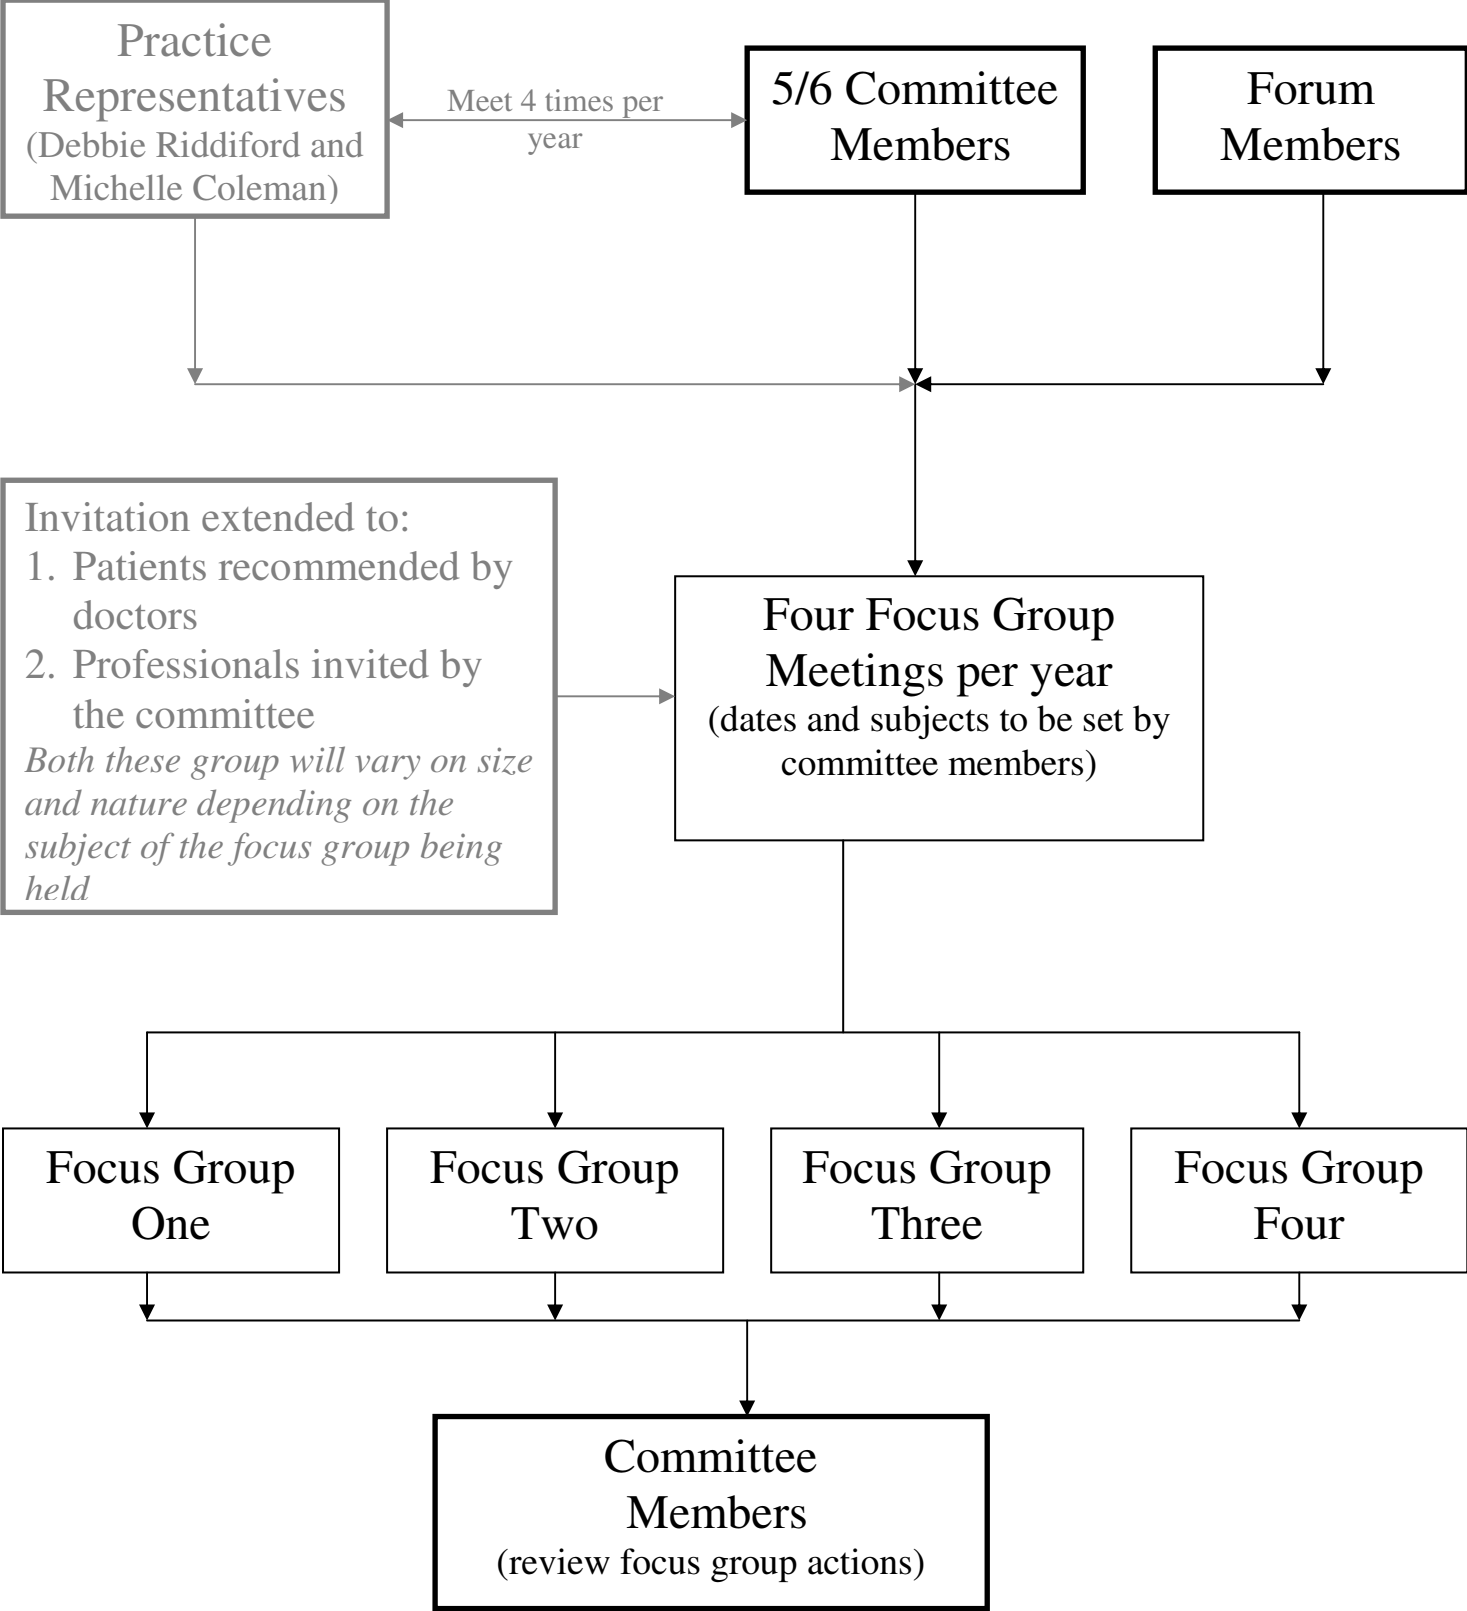 Practice
Representatives
(Debbie Riddiford and
Michelle Coleman)
Meet 4 times per
year
5/6 Committee
Members
Forum
Members
Invitation extended to:
1. Patients recommended by
doctors
2. Professionals invited by
the committee
Both these group will vary on size
and nature depending on the
subject of the focus group being
held
Four Focus Group
Meetings per year
(dates and subjects to be set by
committee members)
Focus Group
One
Focus Group
Two
Focus Group
Three
Focus Group
Four
Committee
Members
(review focus group actions)